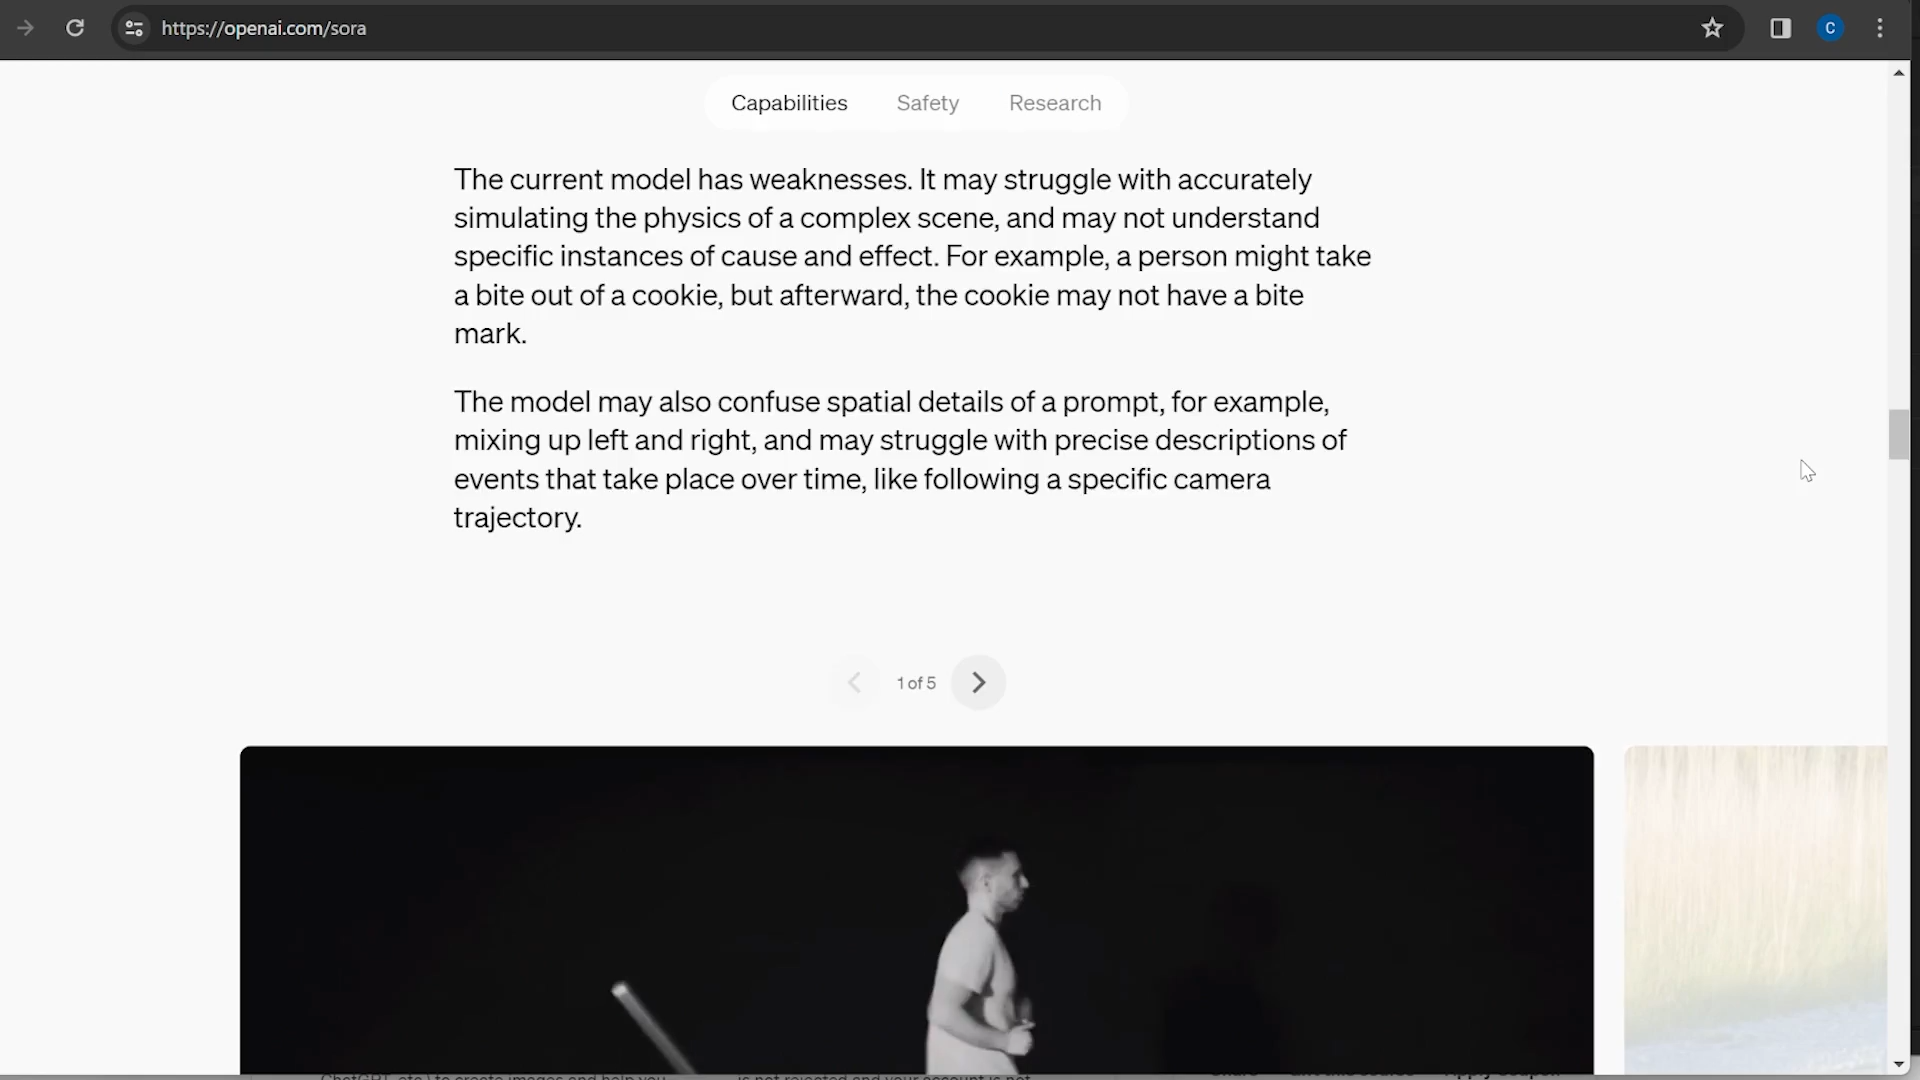 https://openai.com/sora
C
Capabilities Safety Research
The current model has weaknesses. It may struggle with accurately
simulating the physics of a complex scene, and may not understand
specific instances of cause and effect. For example, a person might take
a bite out of a cookie, but afterward, the cookie may not have a bite
mark.
The model may also confuse spatial details of a prompt, for example,
mixing up left and right, and may struggle with precise descriptions of
events that take place over time, like following a specific camera
trajectory.
1 of 5